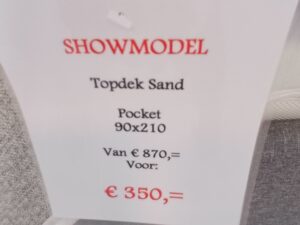 SHOWMODEL
Topdek Sand
Pocket
90x210
Van € 870,=
Voor:
€ 350,=